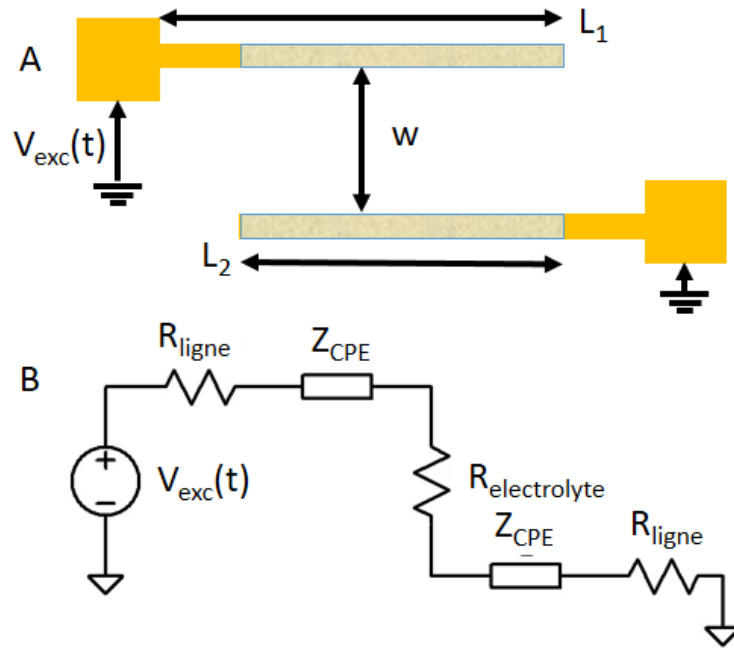 A
L1
Vexc(t)
w
L2
B
Rligne
ZCPE
Vexc(t)
+
−
Relectrolyte
ZCPE
Rligne